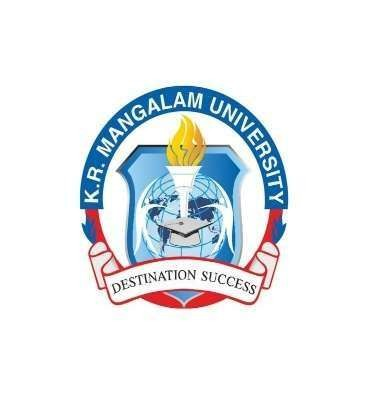 K.R. MANGALAM UNIVERSITY
DESTINATION SUCCESS